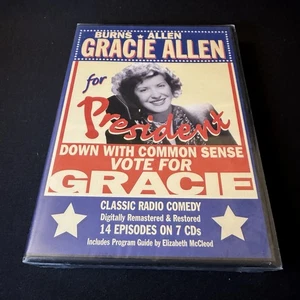 BURNS ★ ALLEN
GRACIE ALLEN
for
President
DOWN WITH COMMON SENSE
VOTE FOR
GRACIE
CLASSIC RADIO COMEDY
Digitally Remastered & Restored
14 EPISODES ON 7 CDs
Includes Program Guide by Elizabeth McLeod